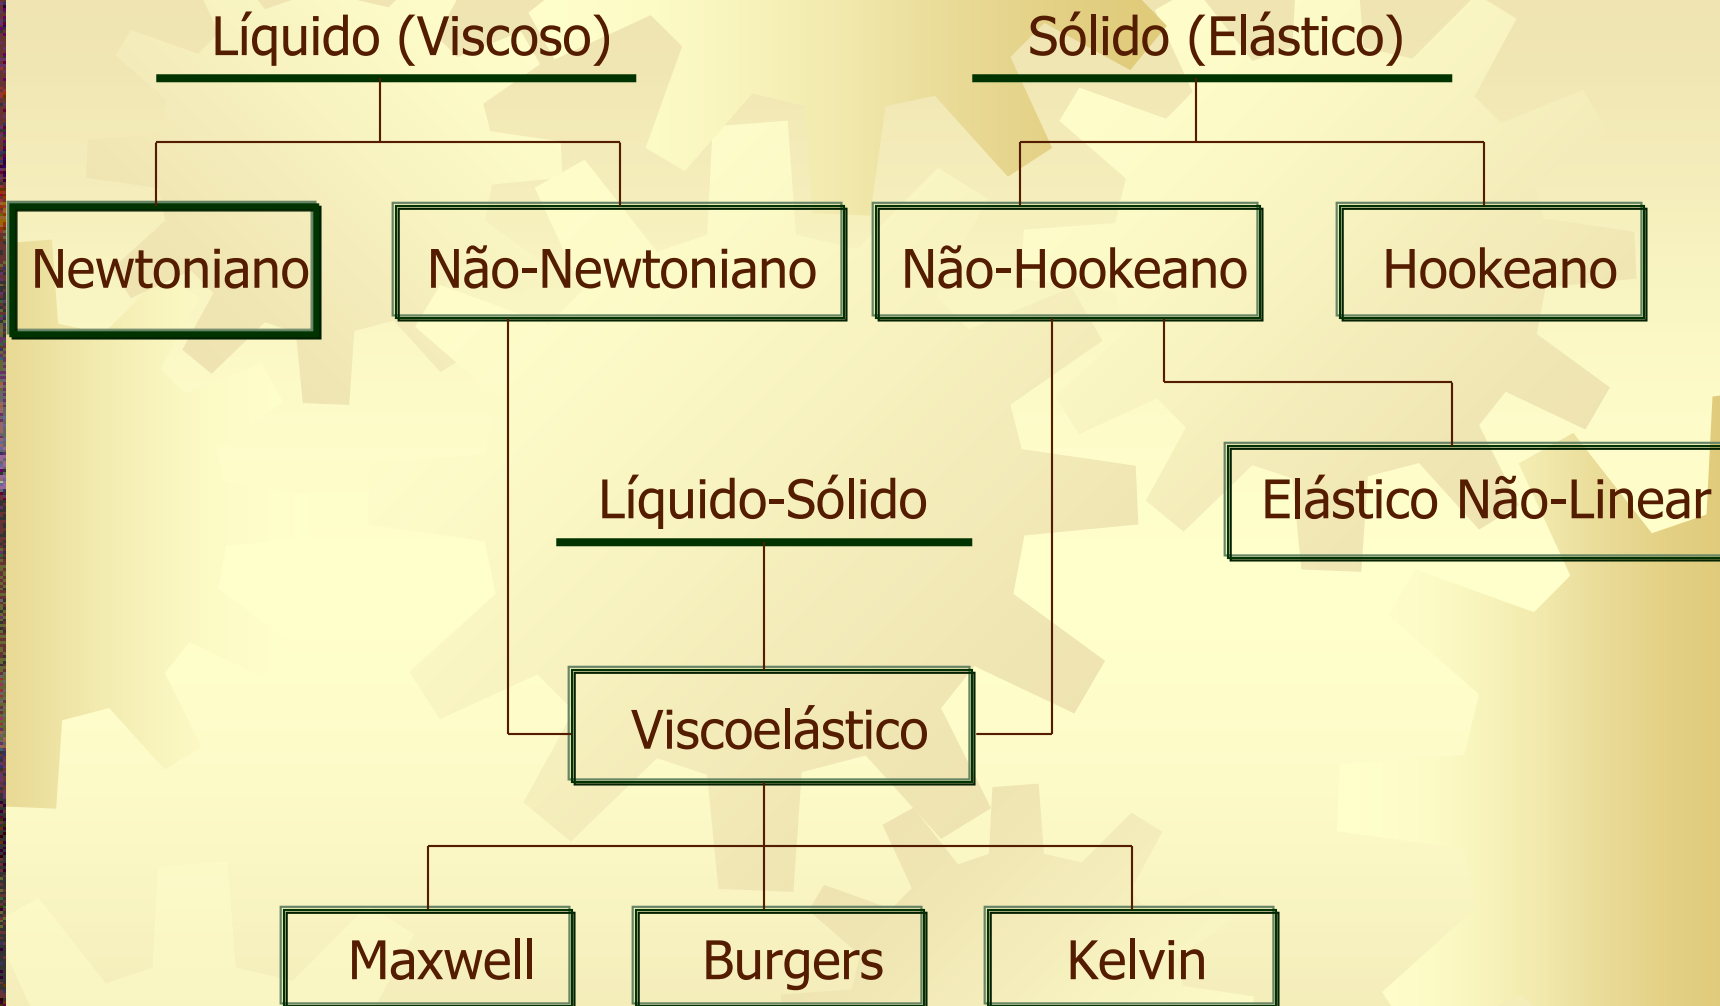 Líquido (Viscoso)
Sólido (Elástico)
Newtoniano
Não-Newtoniano
Não-Hookeano
Hookeano
Líquido-Sólido
Elástico Não-Linear
Viscoelástico
Maxwell
Burgers
Kelvin